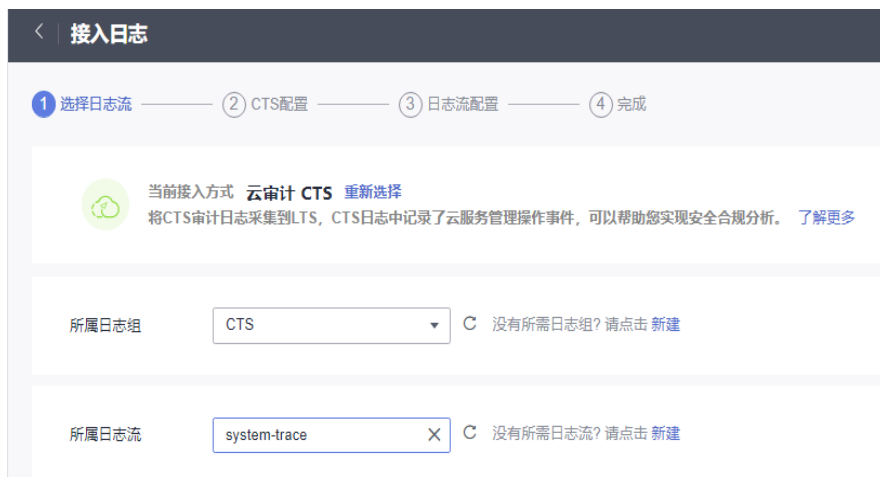 接入日志
1 选择日志流 2 CTS配置 3 日志流配置 4 完成
当前接入方式 云审计 CTS 重新选择
将CTS审计日志采集到LTS，CTS日志中记录了云服务管理操作事件，可以帮助您实现安全合规分析。 了解更多
所属日志组 CTS 没有所需日志组? 请点击 新建
所属日志流 system-trace 没有所需日志流? 请点击 新建